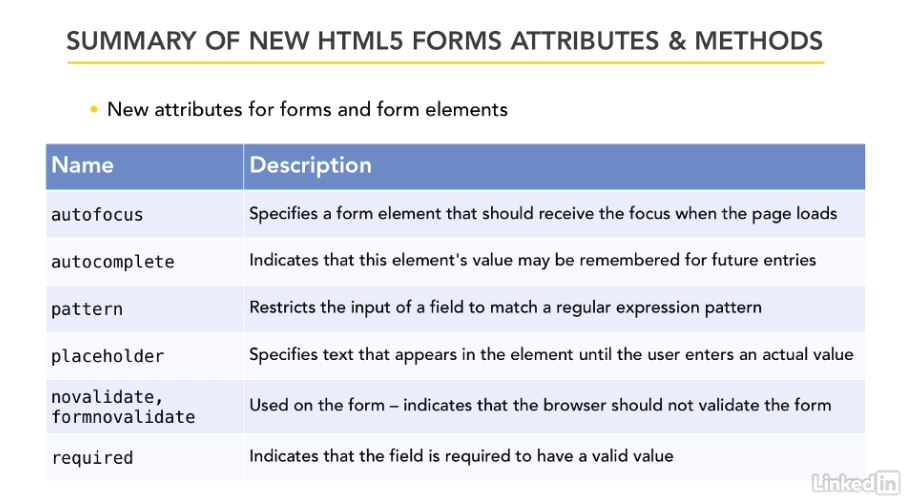 SUMMARY OF NEW HTML5 FORMS ATTRIBUTES & METHODS
• New attributes for forms and form elements
Name Description
autofocus Specifies a form element that should receive the focus when the page loads
autocomplete Indicates that this element's value may be remembered for future entries
pattern Restricts the input of a field to match a regular expression pattern
placeholder Specifies text that appears in the element until the user enters an actual value
novalidate,
formnovalidate Used on the form – indicates that the browser should not validate the form
required Indicates that the field is required to have a valid value
Linked in